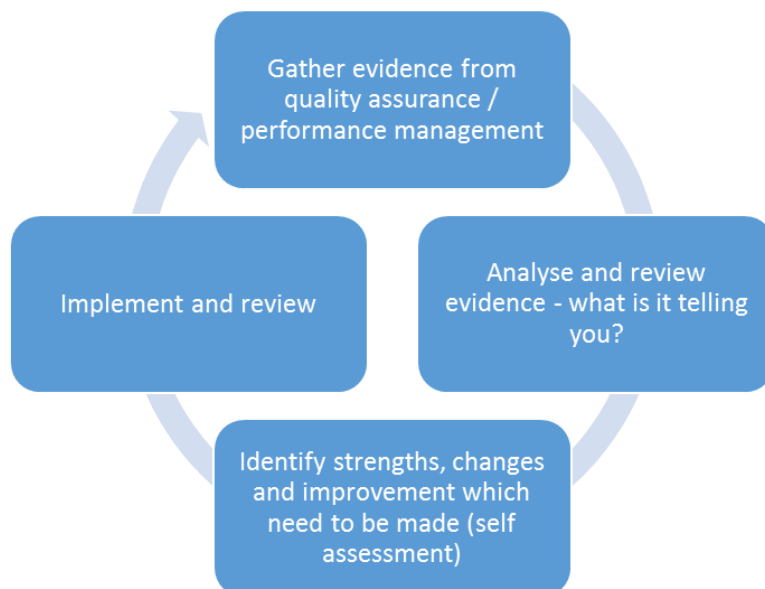 Gather evidence from
quality assurance /
performance management
Analyse and review
evidence - what is it telling
you?
Identify strengths, changes
and improvement which
need to be made (self
assessment)
Implement and review